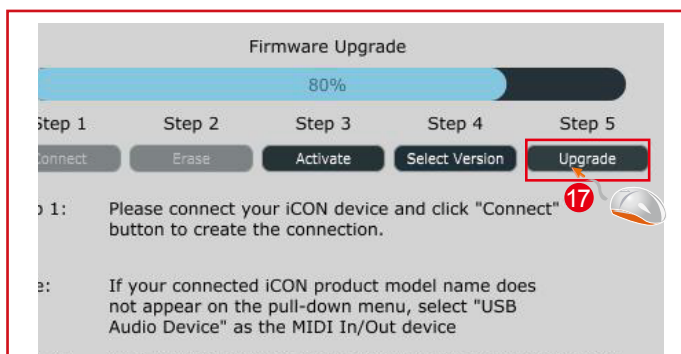 Firmware Upgrade
80%
Step 1 Step 2 Step 3 Step 4 Step 5
Connect Erase Activate Select Version Upgrade
17
1: Please connect your iCON device and click "Connect"
button to create the connection.
e: If your connected iCON product model name does
not appear on the pull-down menu, select "USB
Audio Device" as the MIDI In/Out device